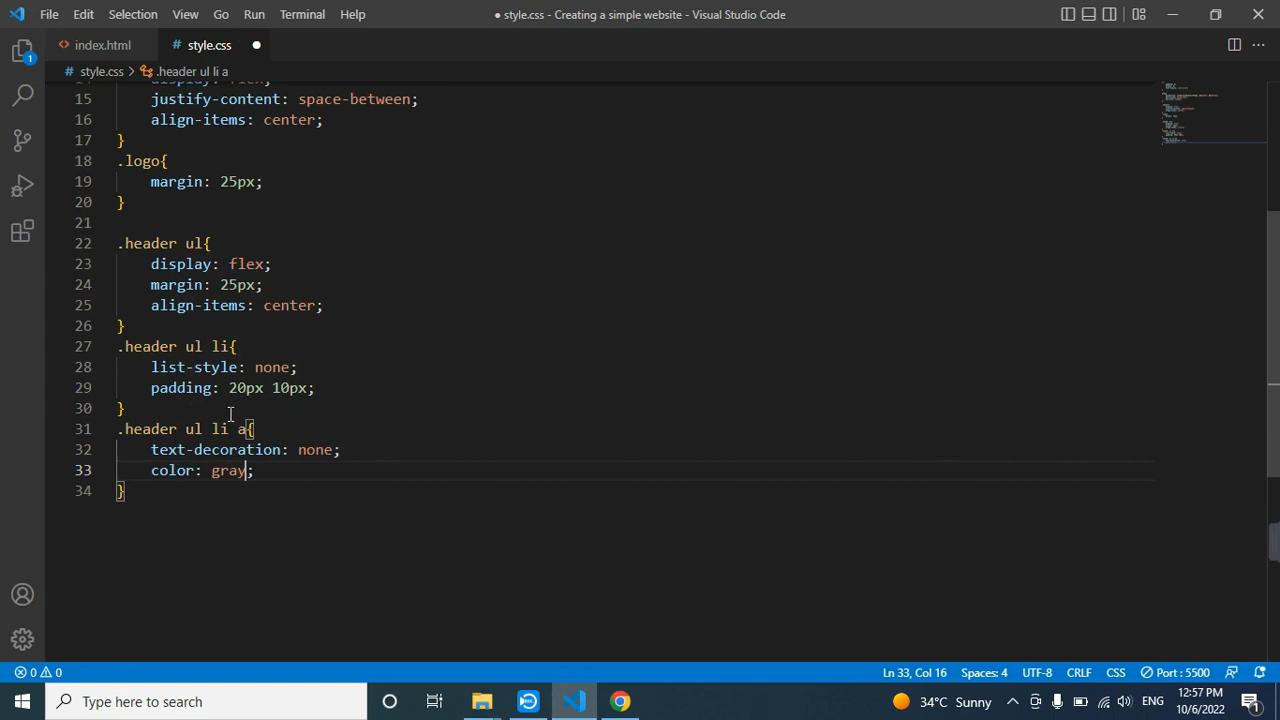 File Edit Selection View Go Run Terminal Help
● style.css - Creating a simple website - Visual Studio Code
index.html
# style.css ●
# style.css > .header ul li a
15 justify-content: space-between;
16 align-items: center;
17 }
18 .logo{
19 margin: 25px;
20 }
21
22 .header ul{
23 display: flex;
24 margin: 25px;
25 align-items: center;
26 }
27 .header ul li{
28 list-style: none;
29 padding: 20px 10px;
30 }
31 .header ul li a{
32 text-decoration: none;
33 color: gray;
34 }
1
0 0
Ln 33, Col 16 Spaces: 4 UTF-8 CRLF CSS Port : 5500
Type here to search
34°C Sunny
ENG
12:57 PM
10/6/2022
1